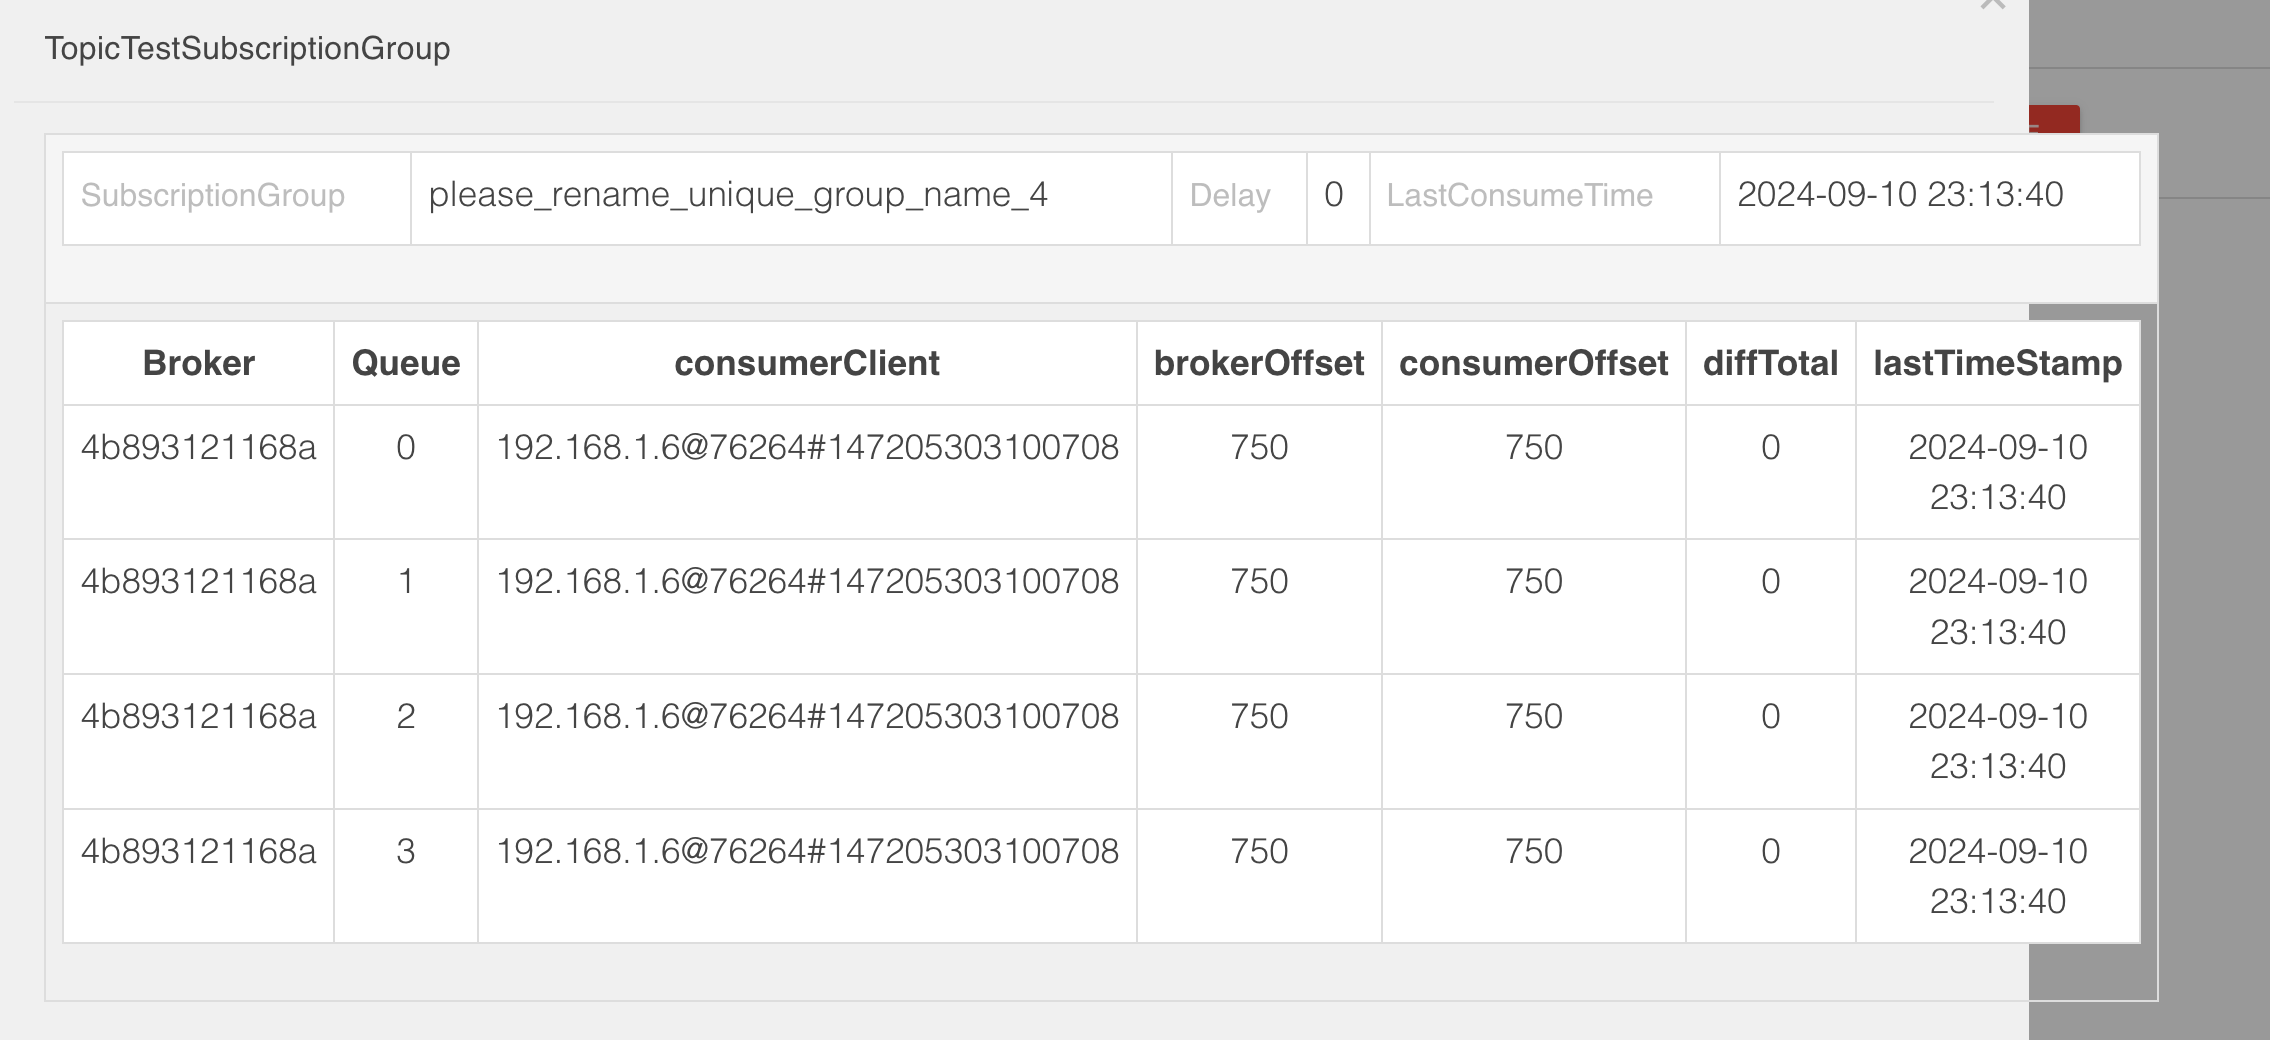 TopicTestSubscriptionGroup
SubscriptionGroup please_rename_unique_group_name_4 Delay 0 LastConsumeTime 2024-09-10 23:13:40
Broker Queue consumerClient brokerOffset consumerOffset diffTotal lastTimeStamp
4b893121168a 0 192.168.1.6@76264#147205303100708 750 750 0 2024-09-10
23:13:40
4b893121168a 1 192.168.1.6@76264#147205303100708 750 750 0 2024-09-10
23:13:40
4b893121168a 2 192.168.1.6@76264#147205303100708 750 750 0 2024-09-10
23:13:40
4b893121168a 3 192.168.1.6@76264#147205303100708 750 750 0 2024-09-10
23:13:40